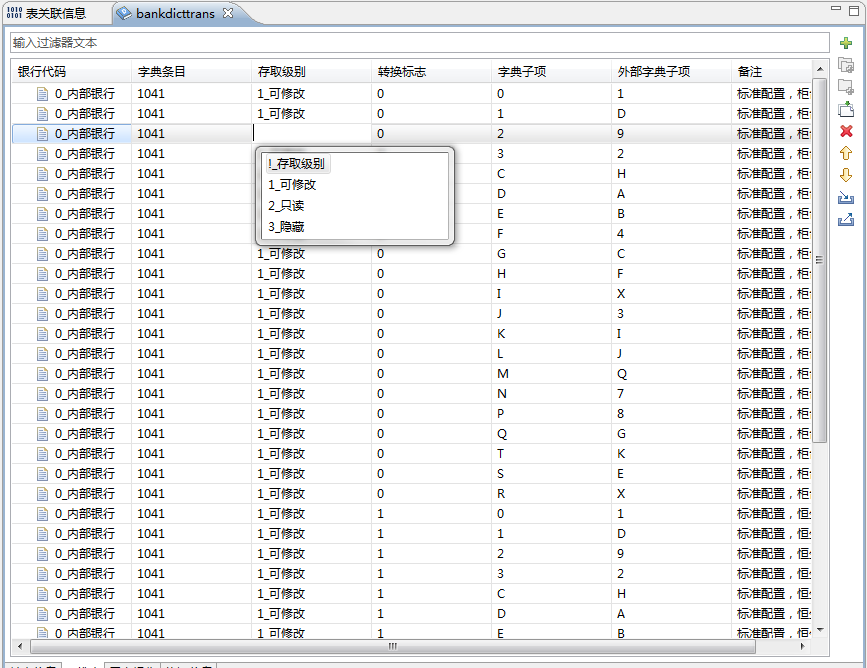 表关联信息 bankdicttrans
输入过滤器文本
银行代码 字典条目 存取级别 转换标志 字典子项 外部字典子项 备注
0_内部银行 1041 1_可修改 0 0 1 标准配置，柜
0_内部银行 1041 1_可修改 0 1 D 标准配置，柜
0_内部银行 1041 0 2 9 标准配置，柜
0_内部银行 1041 3 2 标准配置，柜
!_存取级别
1_可修改
2_只读
3_隐藏
0_内部银行 1041 C H 标准配置，柜
0_内部银行 1041 D A 标准配置，柜
0_内部银行 1041 E B 标准配置，柜
0_内部银行 1041 F 4 标准配置，柜
0_内部银行 1041 1_可修改 0 G C 标准配置，柜
0_内部银行 1041 1_可修改 0 H F 标准配置，柜
0_内部银行 1041 1_可修改 0 I X 标准配置，柜
0_内部银行 1041 1_可修改 0 J 3 标准配置，柜
0_内部银行 1041 1_可修改 0 K I 标准配置，柜
0_内部银行 1041 1_可修改 0 L J 标准配置，柜
0_内部银行 1041 1_可修改 0 M Q 标准配置，柜
0_内部银行 1041 1_可修改 0 N 7 标准配置，柜
0_内部银行 1041 1_可修改 0 P 8 标准配置，柜
0_内部银行 1041 1_可修改 0 Q G 标准配置，柜
0_内部银行 1041 1_可修改 0 T K 标准配置，柜
0_内部银行 1041 1_可修改 0 S E 标准配置，柜
0_内部银行 1041 1_可修改 0 R X 标准配置，柜
0_内部银行 1041 1_可修改 1 0 1 标准配置，恒
0_内部银行 1041 1_可修改 1 1 D 标准配置，恒
0_内部银行 1041 1_可修改 1 2 9 标准配置，恒
0_内部银行 1041 1_可修改 1 3 2 标准配置，恒
0_内部银行 1041 1_可修改 1 C H 标准配置，恒
0_内部银行 1041 1_可修改 1 D A 标准配置，恒
0_内部银行 1041 1_可修改 1 E B 标准配置，恒